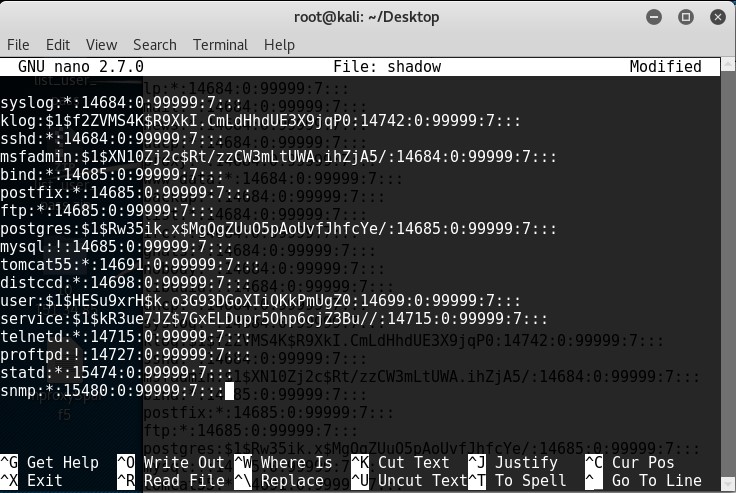 root@kali: ~/Desktop
File Edit View Search Terminal Help
GNU nano 2.7.0 File: shadow Modified
syslog:*:14684:0:99999:7:::
klog:$1$f2ZVMS4K$R9XkI.CmLdHhdUE3X9jqP0:14742:0:99999:7:::
sshd:*:14684:0:99999:7:::
msfadmin:$1$XN10Zj2c$Rt/zzCW3mLtUWA.ihZjA5/:14684:0:99999:7:::
bind:*:14685:0:99999:7:::
postfix:*:14685:0:99999:7:::
ftp:*:14685:0:99999:7:::
postgres:$1$Rw35ik.x$MgQgZUuO5pAoUvfJhfcYe/:14685:0:99999:7:::
mysql:!:14685:0:99999:7:::
tomcat55:*:14691:0:99999:7:::
distccd:*:14698:0:99999:7:::
user:$1$HESu9xrH$k.o3G93DGoXIiQKkPmUgZ0:14699:0:99999:7:::
service:$1$kR3ue7JZ$7GxELDupr5Ohp6cjZ3Bu//:14715:0:99999:7:::
telnetd:*:14715:0:99999:7:::
proftpd:!:14727:0:99999:7:::
statd:*:15474:0:99999:7:::
snmp:*:15480:0:99999:7:::
^G Get Help ^O Write Out ^W Where Is ^K Cut Text ^J Justify ^C Cur Pos
^X Exit ^R Read File ^\ Replace ^U Uncut Text ^T To Spell ^_ Go To Line